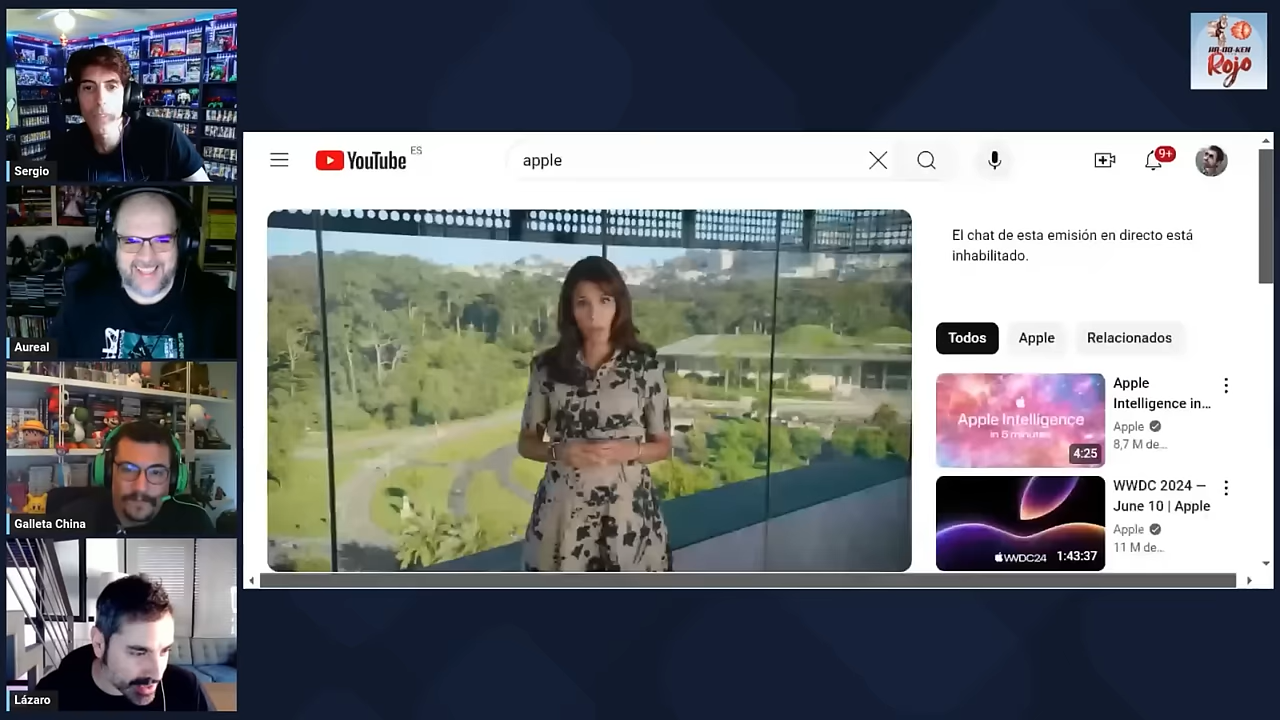 Sergio
Aureal
Galleta China
Lázaro
HA-DO-KEN
Rojo
YouTube ES
apple
9+
El chat de esta emisión en directo está
inhabilitado.
Todos
Apple
Relacionados
Apple Intelligence
in 5 minutes
4:25
Apple
Intelligence in...
Apple
8,7 M de...
WWDC24
1:43:37
WWDC 2024 —
June 10 | Apple
Apple
11 M de...